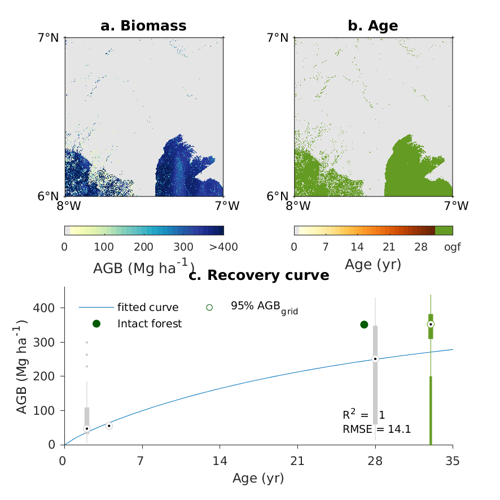 a. Biomass
b. Age
7°N
7°N
6°N
6°N
8°W
7°W
8°W
7°W
0 100 200 300 >400
0 7 14 21 28 ogf
AGB (Mg ha⁻¹)
Age (yr)
c. Recovery curve
AGB (Mg ha⁻¹)
400
300
200
100
0
fitted curve
95% AGB_grid
Intact forest
R² = 1
RMSE = 14.1
0 7 14 21 28 35
Age (yr)